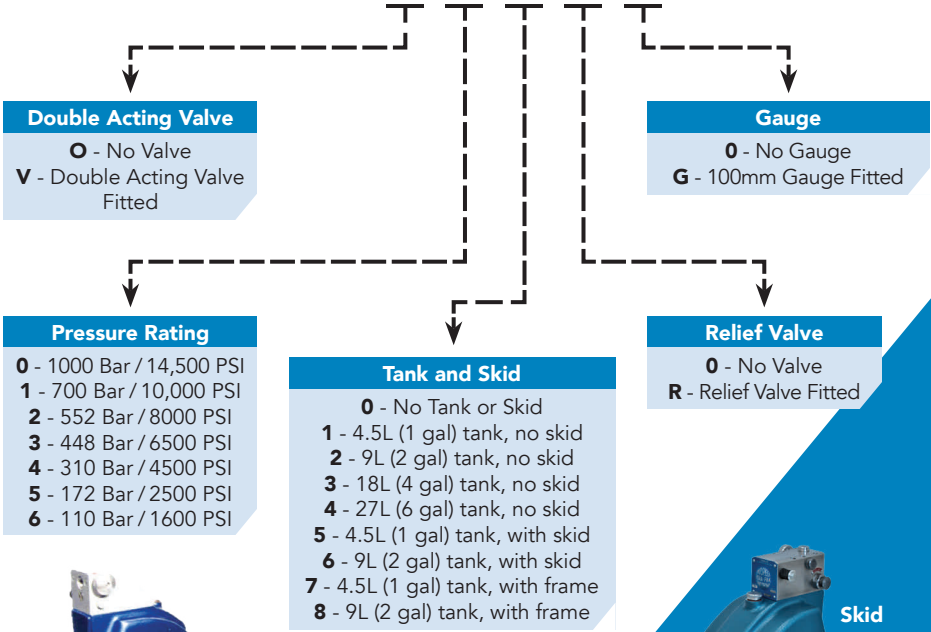 Double Acting Valve
O - No Valve
V - Double Acting Valve
Fitted
Gauge
0 - No Gauge
G - 100mm Gauge Fitted
Pressure Rating
0 - 1000 Bar / 14,500 PSI
1 - 700 Bar / 10,000 PSI
2 - 552 Bar / 8000 PSI
3 - 448 Bar / 6500 PSI
4 - 310 Bar / 4500 PSI
5 - 172 Bar / 2500 PSI
6 - 110 Bar / 1600 PSI
Tank and Skid
0 - No Tank or Skid
1 - 4.5L (1 gal) tank, no skid
2 - 9L (2 gal) tank, no skid
3 - 18L (4 gal) tank, no skid
4 - 27L (6 gal) tank, no skid
5 - 4.5L (1 gal) tank, with skid
6 - 9L (2 gal) tank, with skid
7 - 4.5L (1 gal) tank, with frame
8 - 9L (2 gal) tank, with frame
Relief Valve
0 - No Valve
R - Relief Valve Fitted
Skid